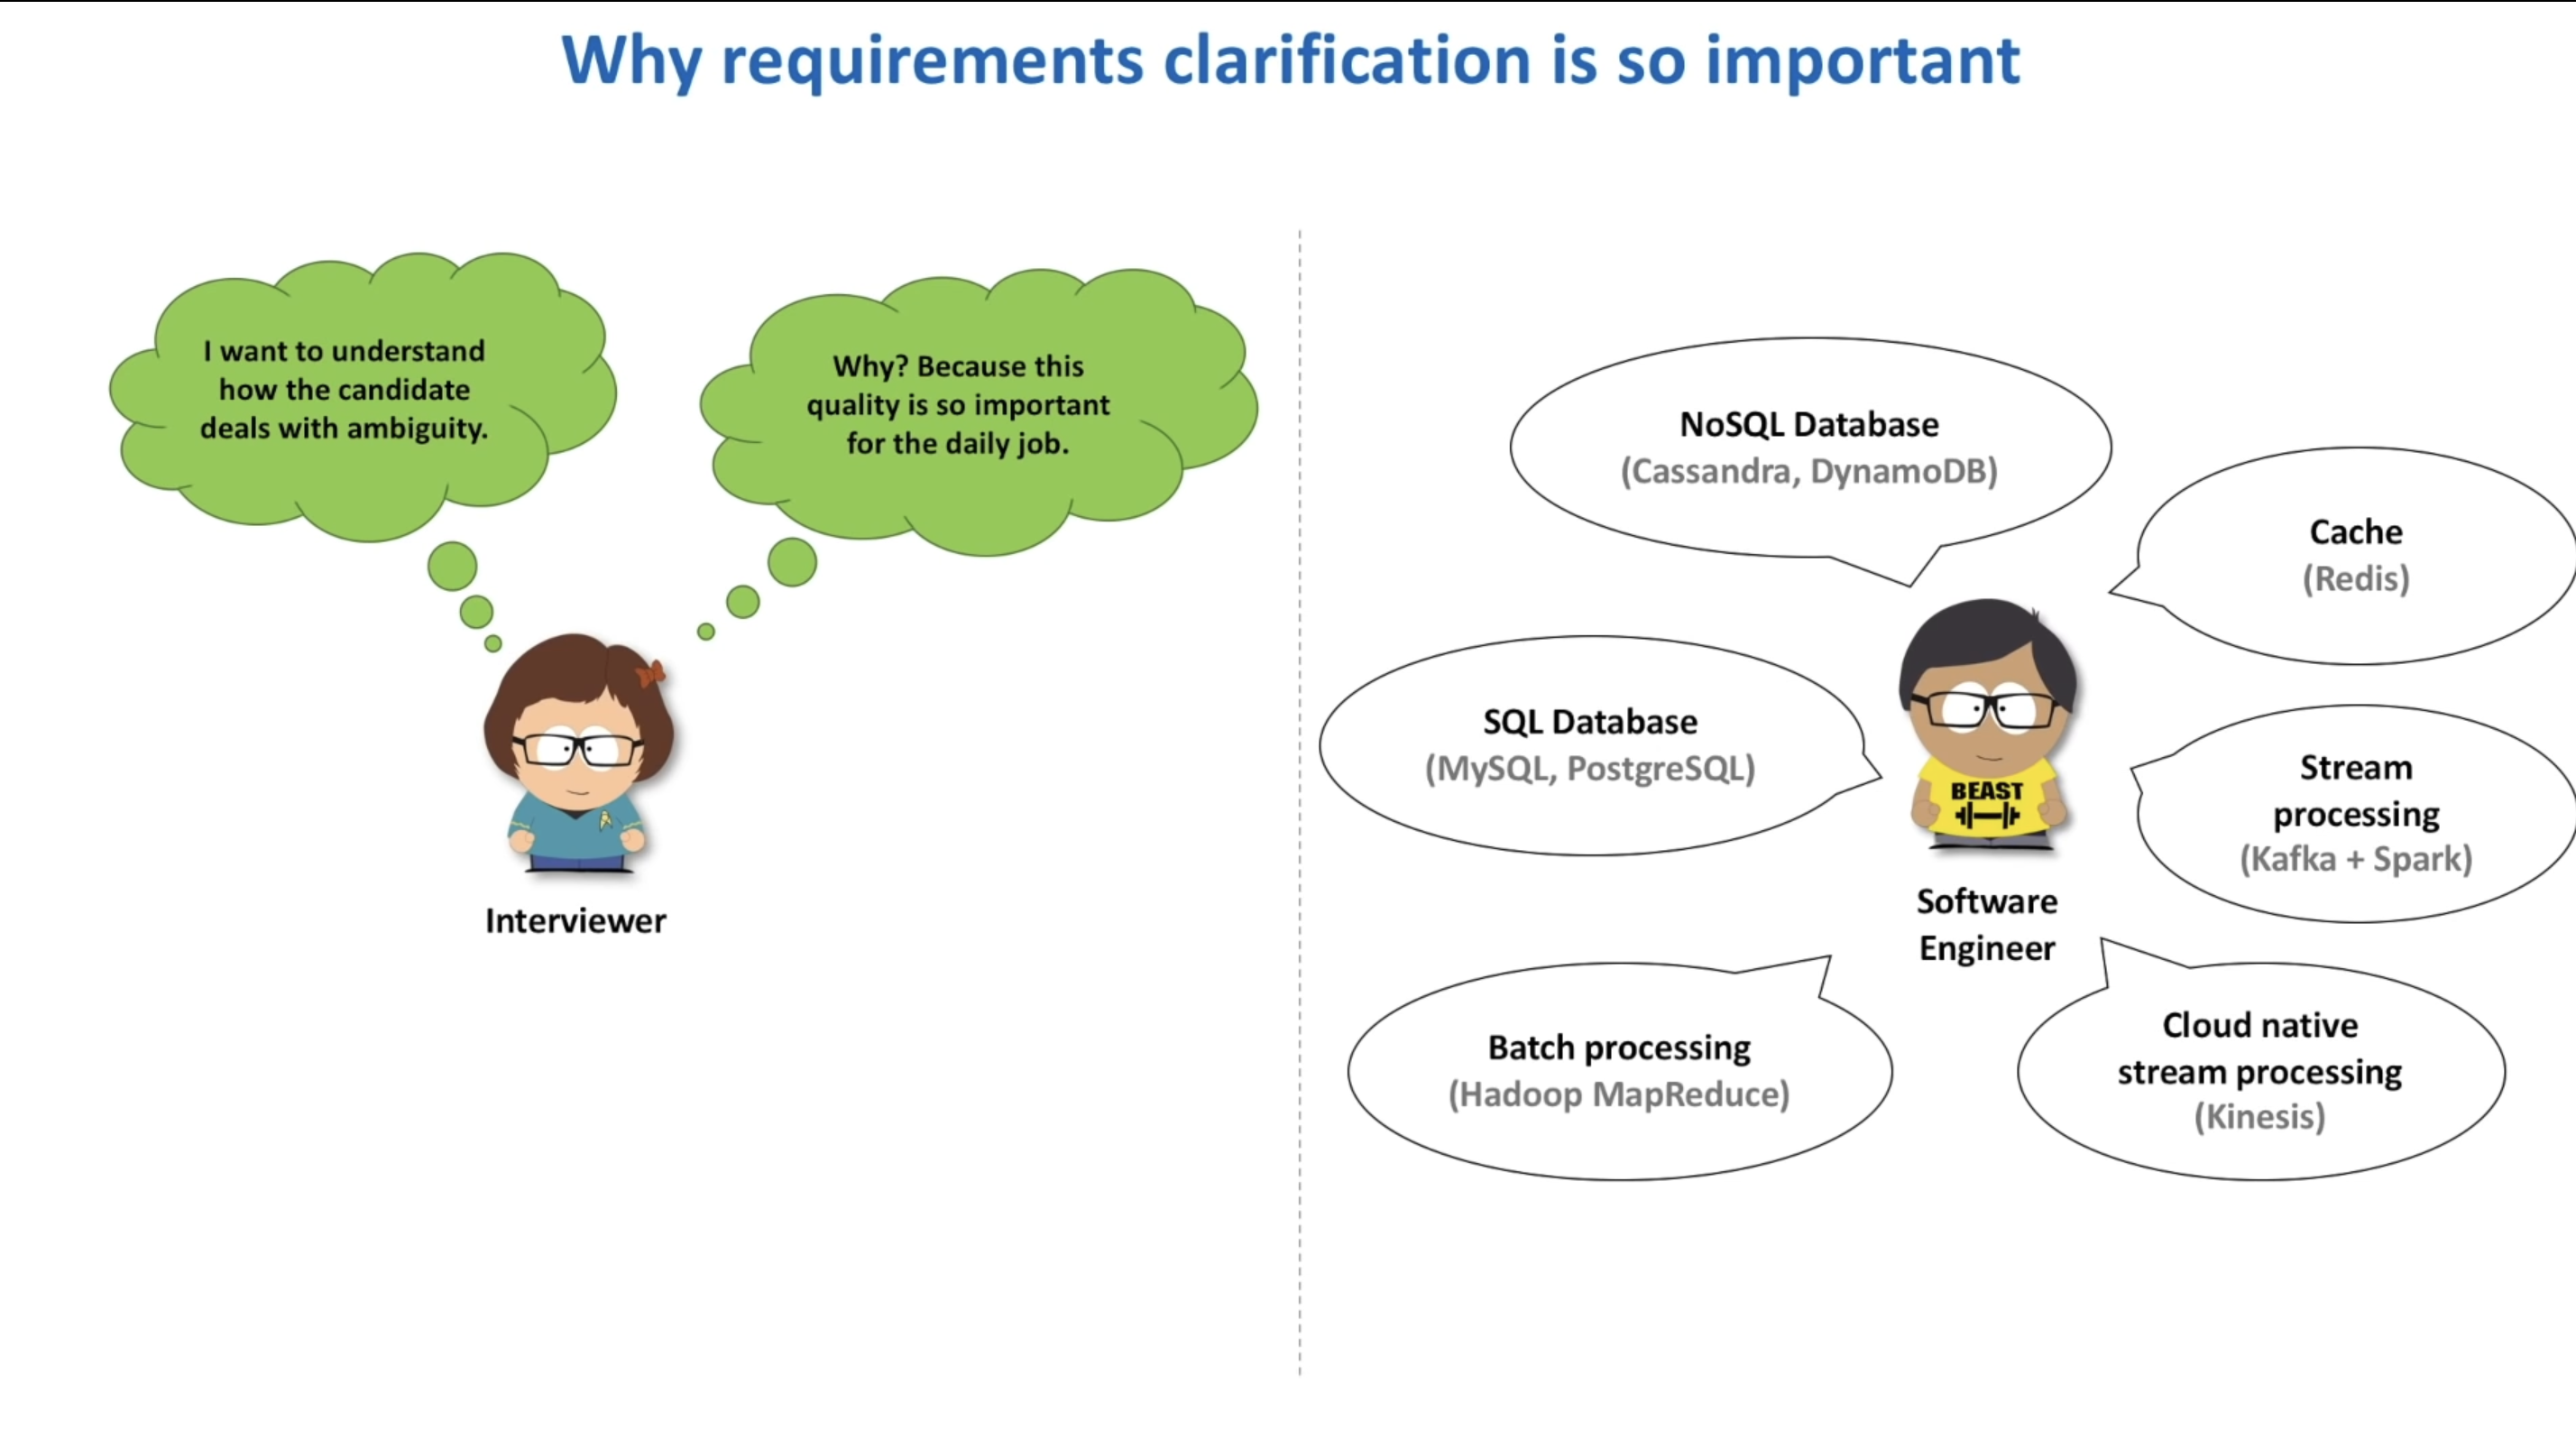 Why requirements clarification is so important
I want to understand
how the candidate
deals with ambiguity.
Why? Because this
quality is so important
for the daily job.
Interviewer
NoSQL Database
(Cassandra, DynamoDB)
Cache
(Redis)
SQL Database
(MySQL, PostgreSQL)
BEAST
Stream
processing
(Kafka + Spark)
Software
Engineer
Batch processing
(Hadoop MapReduce)
Cloud native
stream processing
(Kinesis)